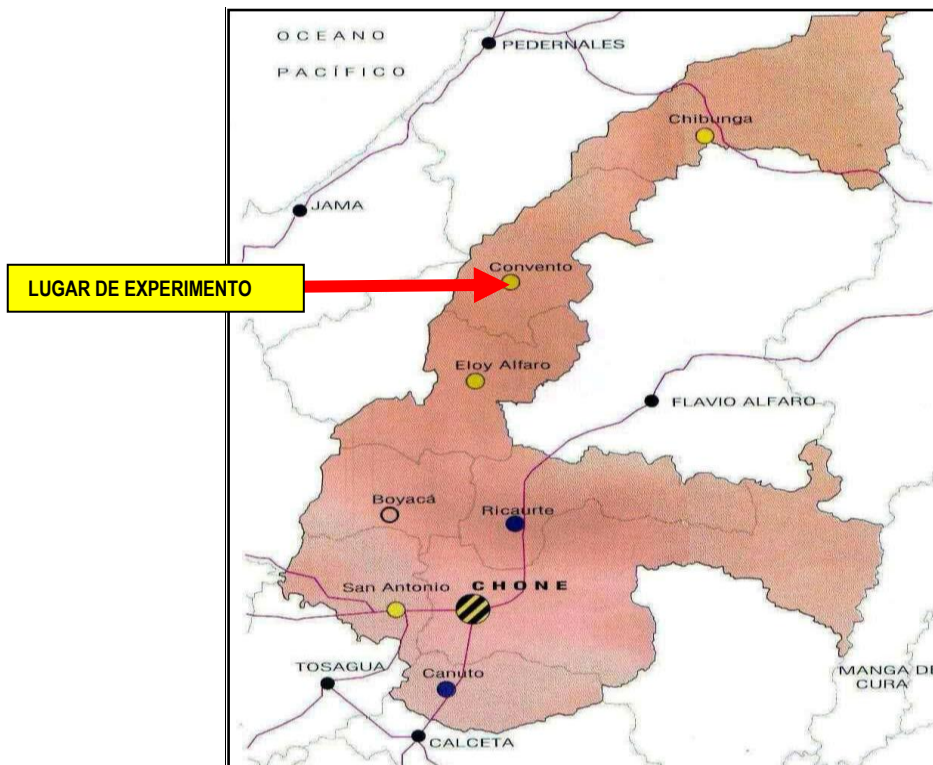 OCEANO
PACÍFICO
PEDERNALES
Chibunga
JAMA
Convento
LUGAR DE EXPERIMENTO
Eloy Alfaro
FLAVIO ALFARO
Boyacá
Ricaurte
San Antonio
CHONE
TOSAGUA
Canuto
MANGA DE
CURA
CALCETA